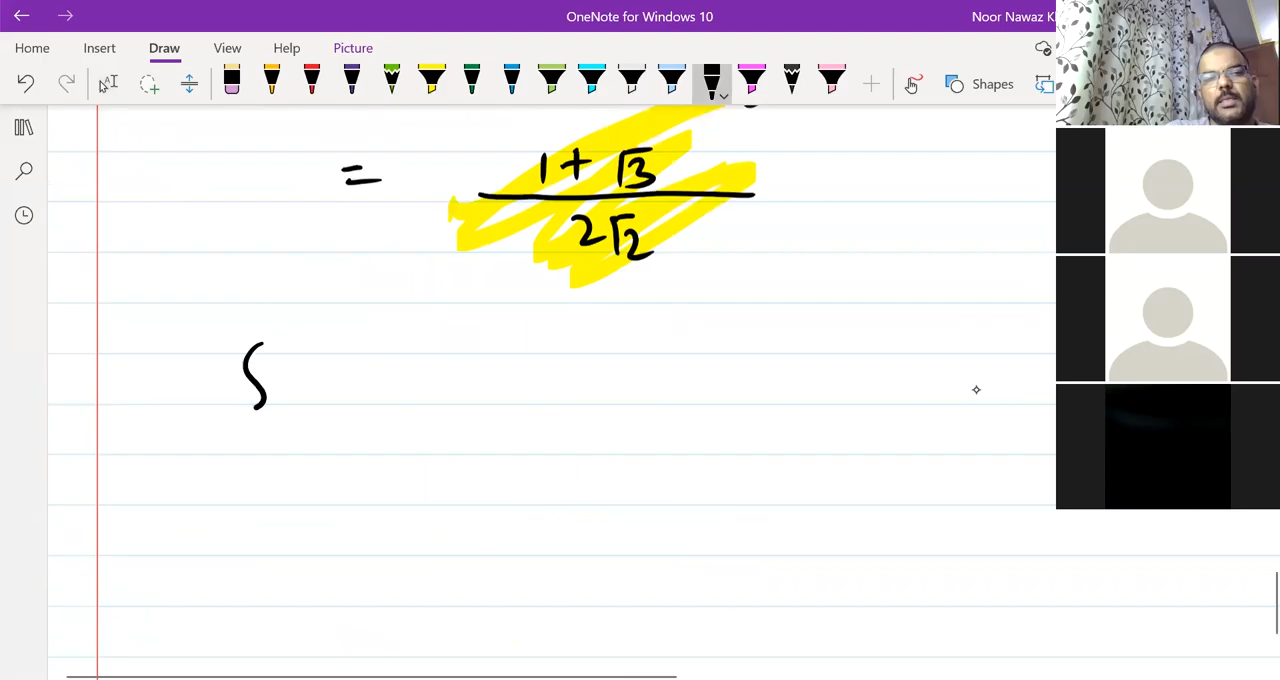 OneNote for Windows 10
Noor Nawaz K
Home Insert Draw View Help Picture
Shapes
= 1 + √3
2√2
S